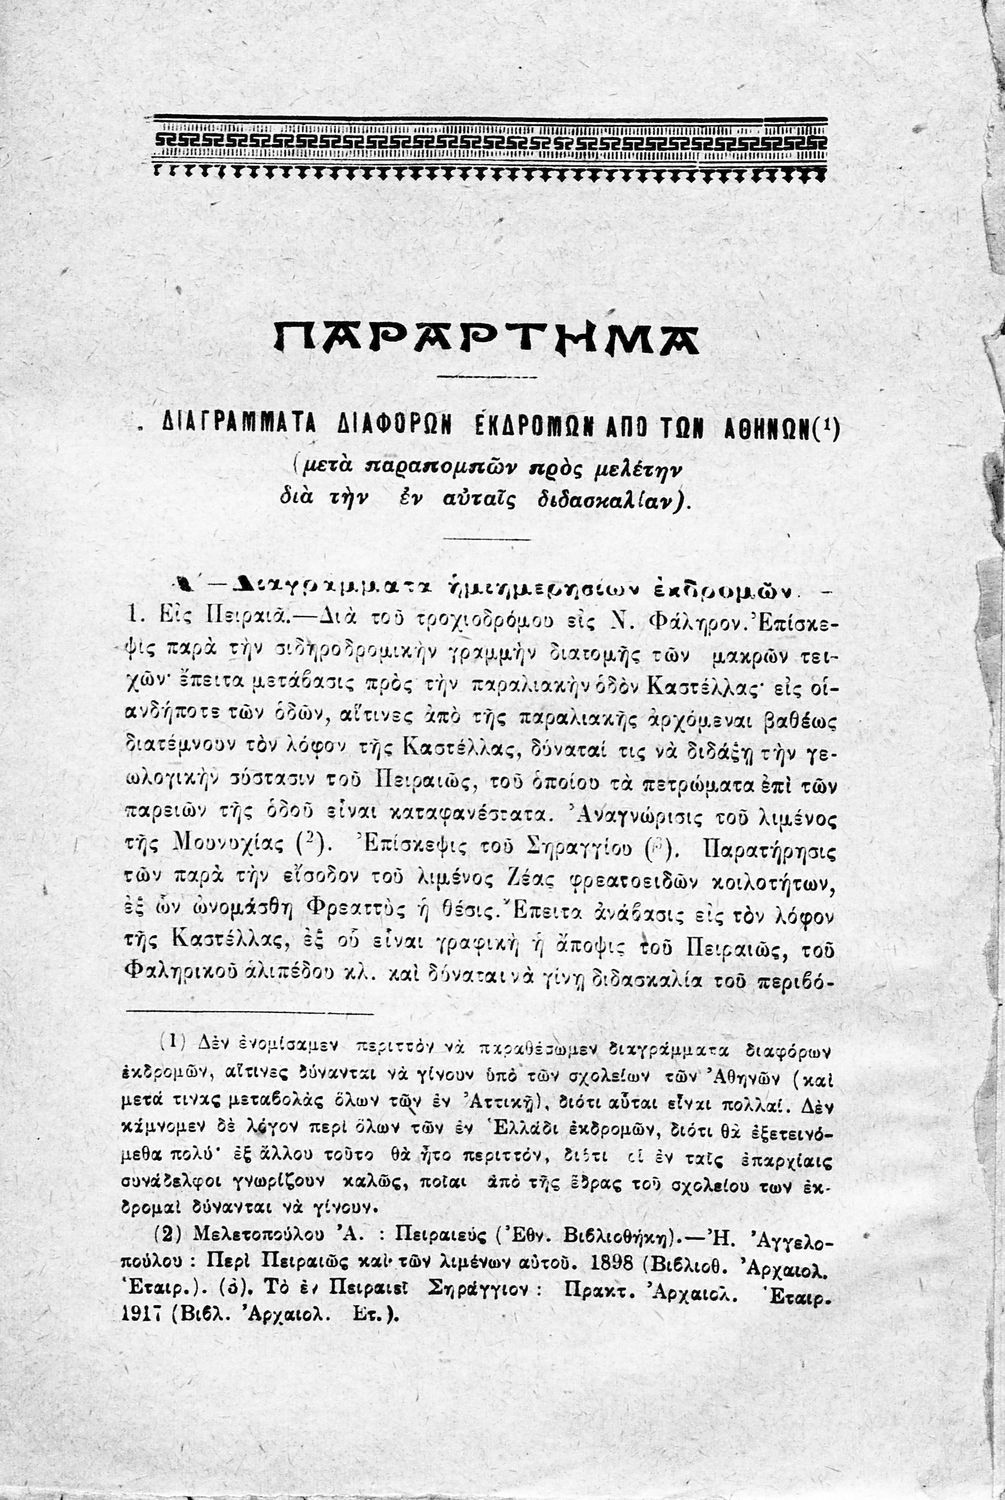 ΠΑΡΑΡΤΗΜΑ
ΔΙΑΓΡΑΜΜΑΤΑ ΔΙΑΦΟΡΩΝ ΕΚΔΡΟΜΩΝ ΑΠΟ ΤΩΝ ΑΘΗΝΩΝ(¹)
(μετὰ παραπομπῶν πρὸς μελέτην
διὰ τὴν ἐν αὐταῖς διδασκαλίαν).
Α΄ — Διαγράμματα ἡμιημερησίων ἐκδρομῶν. —
1. Εἰς Πειραιᾶ.—Διὰ τοῦ τροχιοδρόμου εἰς Ν. Φάληρον. Ἐπίσκε-
ψις παρὰ τὴν σιδηροδρομικὴν γραμμὴν διατομῆς τῶν μακρῶν τει-
χῶν· ἔπειτα μετάβασις πρὸς τὴν παραλιακὴν ὁδὸν Καστέλλας· εἰς οἱ-
ανδήποτε τῶν ὁδῶν, αἵτινες ἀπὸ τῆς παραλιακῆς ἀρχόμεναι βαθέως
διατέμνουν τὸν λόφον τῆς Καστέλλας, δύναταί τις νὰ διδάξῃ τὴν γε-
ωλογικὴν σύστασιν τοῦ Πειραιῶς, τοῦ ὁποίου τὰ πετρώματα ἐπὶ τῶν
παρειῶν τῆς ὁδοῦ εἶναι καταφανέστατα. Ἀναγνώρισις τοῦ λιμένος
τῆς Μουνυχίας (²). Ἐπίσκεψις τοῦ Σηραγγίου (³). Παρατήρησις
τῶν παρὰ τὴν εἴσοδον τοῦ λιμένος Ζέας φρεατοειδῶν κοιλοτήτων,
ἐξ ὧν ὠνομάσθη Φρεαττὺς ἡ θέσις. Ἔπειτα ἀνάβασις εἰς τὸν λόφον
τῆς Καστέλλας, ἐξ οὗ εἶναι γραφικὴ ἡ ἄποψις τοῦ Πειραιῶς, τοῦ
Φαληρικοῦ ἁλιπέδου κλ. καὶ δύναται νὰ γίνῃ διδασκαλία τοῦ περιβό-
(1) Δὲν ἐνομίσαμεν περιττὸν νὰ παραθέσωμεν διαγράμματα διαφόρων
ἐκδρομῶν, αἵτινες δύνανται νὰ γίνουν ὑπὸ τῶν σχολείων τῶν Ἀθηνῶν (καὶ
μετά τινας μεταβολὰς ὅλων τῶν ἐν Ἀττικῇ), διότι αὗται εἶναι πολλαί. Δὲν
κάμνομεν δὲ λόγον περὶ ὅλων τῶν ἐν Ἑλλάδι ἐκδρομῶν, διότι θὰ ἐξετεινό-
μεθα πολύ· ἐξ ἄλλου τοῦτο θὰ ἦτο περιττόν, διότι οἱ ἐν ταῖς ἐπαρχίαις
συνάδελφοι γνωρίζουν καλῶς, ποῖαι ἀπὸ τῆς ἕδρας τοῦ σχολείου των ἐκ-
δρομαὶ δύνανται νὰ γίνουν.
(2) Μελετοπούλου Ἀ. : Πειραιεύς (Ἐθν. Βιβλιοθήκη).—Ἠ. Ἀγγελο-
πούλου : Περὶ Πειραιῶς καὶ τῶν λιμένων αὐτοῦ. 1898 (Βιβλιοθ. Ἀρχαιολ.
Ἑταιρ.). (3). Τὸ ἐν Πειραιεῖ Σηράγγιον : Πρακτ. Ἀρχαιολ. Ἑταιρ.
1917 (Βιβλ. Ἀρχαιολ. Ἑτ.).